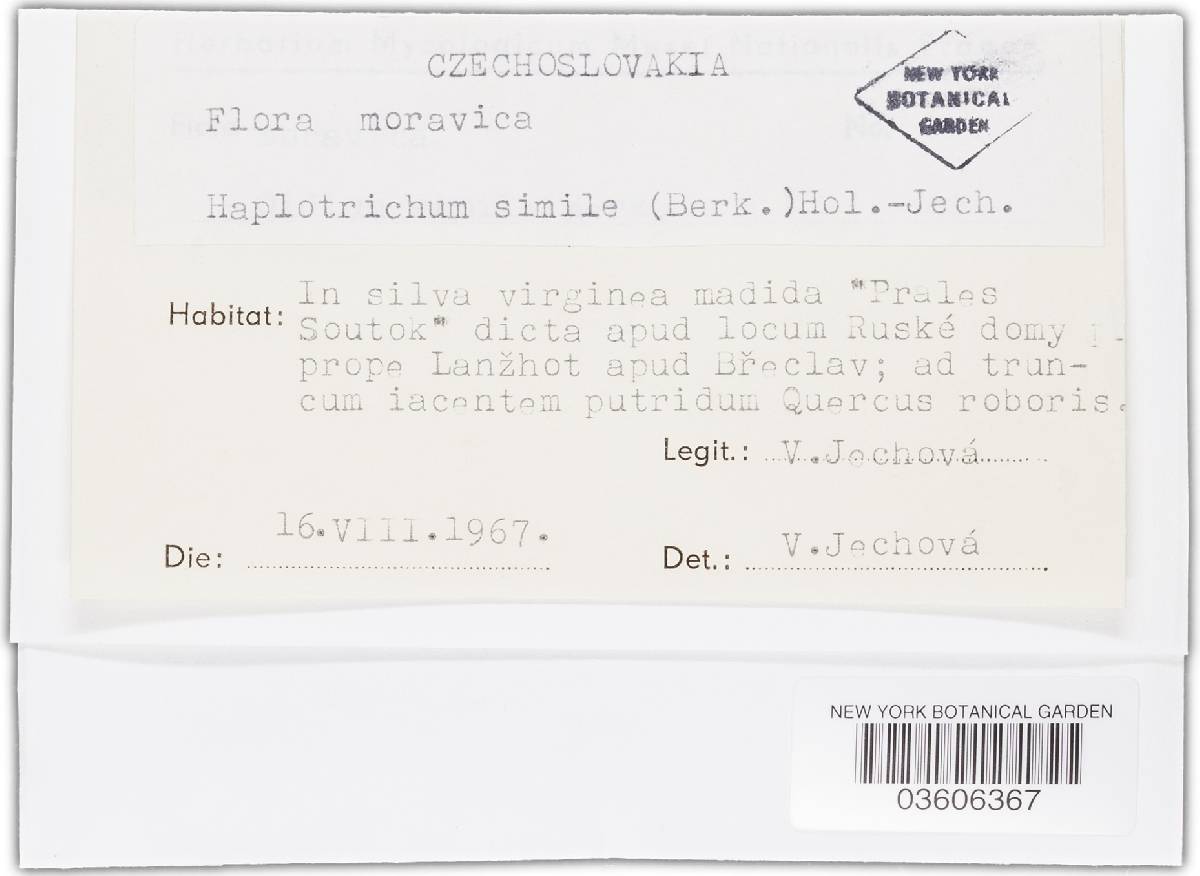 CZECHOSLOVAKIA
NEW YORK
BOTANICAL
GARDEN
Flora moravica
Haplotrichum simile (Berk.)Hol.-Jech.
Habitat: In silva virginea madida "Prales
Soutok" dicta apud locum Ruské domy
prope Lanžhot apud Břeclav; ad trun-
cum iacentem putridum Quercus roboris.
Legit.: V.Jechová
Die: 16.VIII.1967.
Det.: V.Jechová
NEW YORK BOTANICAL GARDEN
03606367